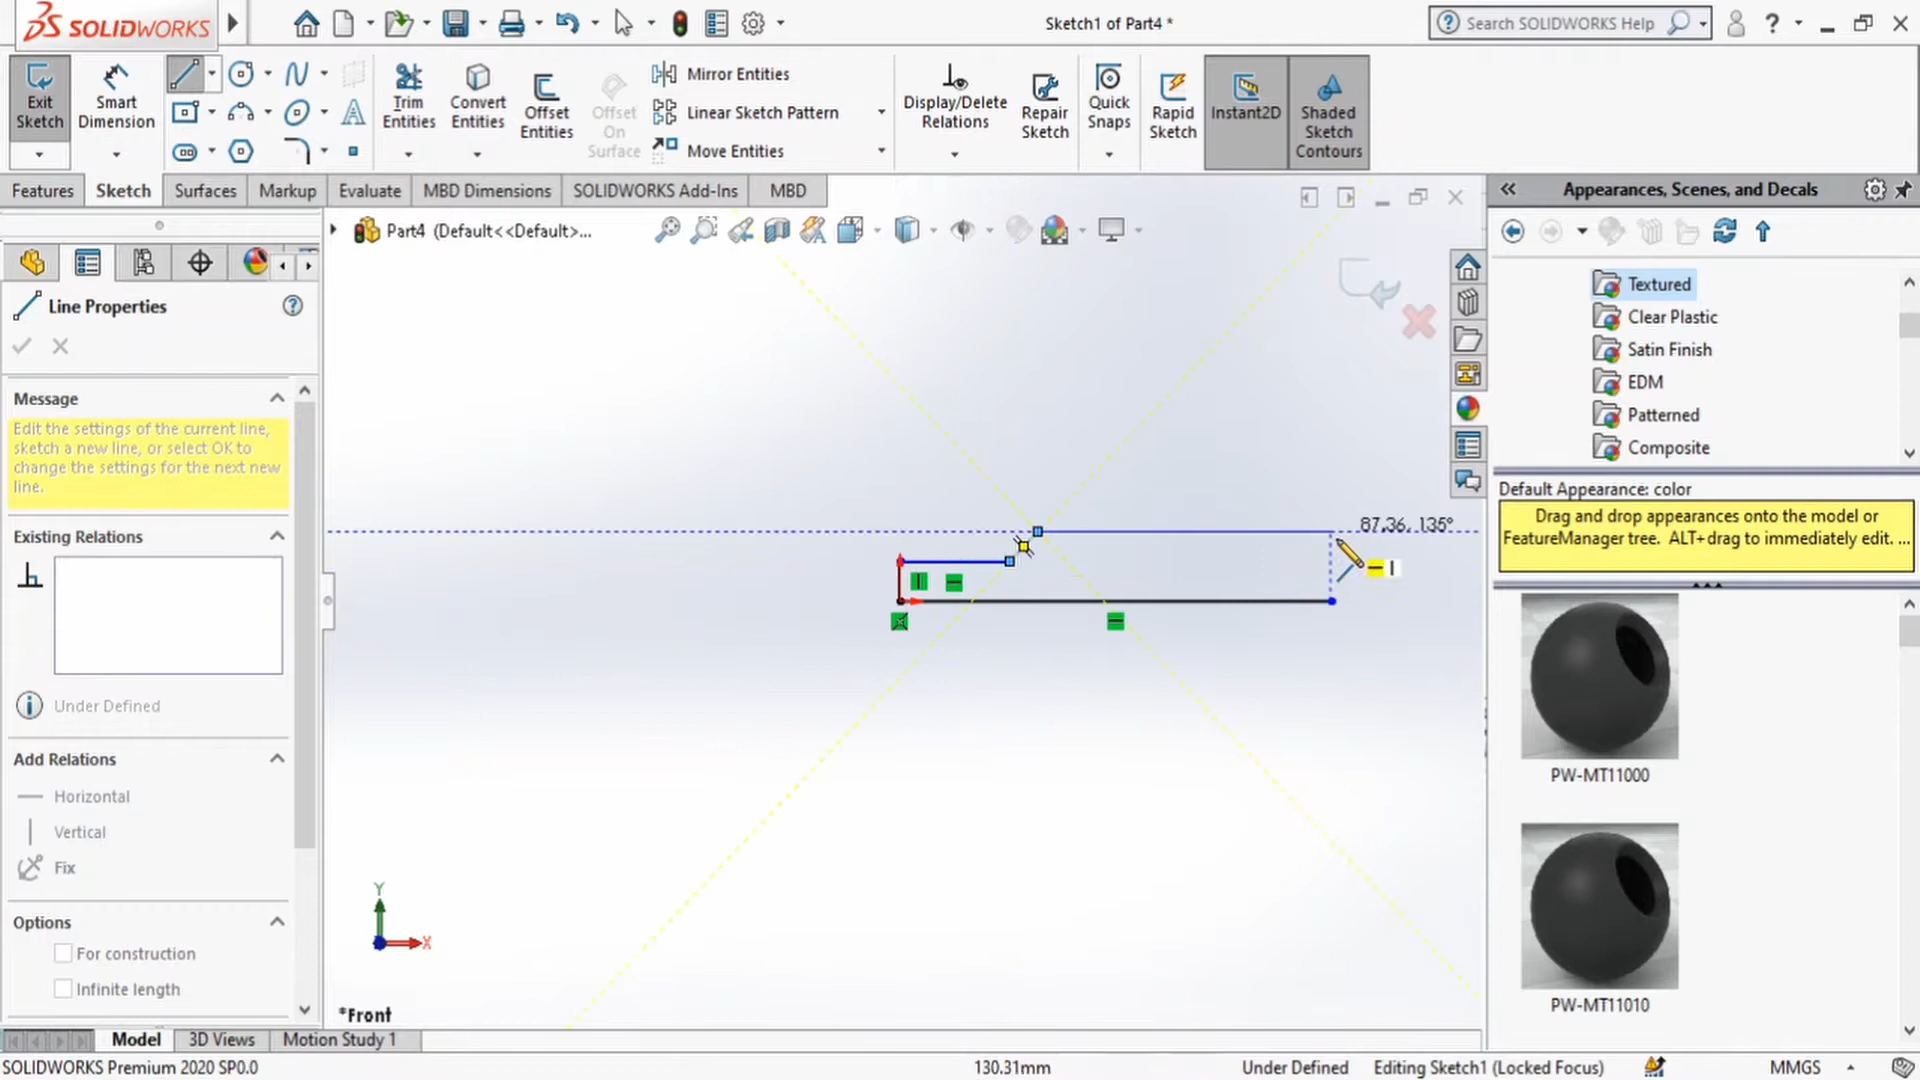 SOLIDWORKS
Sketch1 of Part4 *
Search SOLIDWORKS Help
Exit Sketch
Smart Dimension
Trim Entities
Convert Entities
Offset Entities
Offset On Surface
Mirror Entities
Linear Sketch Pattern
Move Entities
Display/Delete Relations
Repair Sketch
Quick Snaps
Rapid Sketch
Instant2D
Shaded Sketch Contours
Features
Sketch
Surfaces
Markup
Evaluate
MBD Dimensions
SOLIDWORKS Add-Ins
MBD
Part4 (Default<<Default>...
Line Properties
Message
Edit the settings of the current line,
sketch a new line, or select OK to
change the settings for the next new
line.
Existing Relations
Under Defined
Add Relations
Horizontal
Vertical
Fix
Options
For construction
Infinite length
87.36, 135°
Y
X
*Front
Appearances, Scenes, and Decals
Textured
Clear Plastic
Satin Finish
EDM
Patterned
Composite
Default Appearance: color
Drag and drop appearances onto the model or
FeatureManager tree. ALT+drag to immediately edit. ...
PW-MT11000
PW-MT11010
Model
3D Views
Motion Study 1
SOLIDWORKS Premium 2020 SP0.0
130.31mm
Under Defined
Editing Sketch1 (Locked Focus)
MMGS